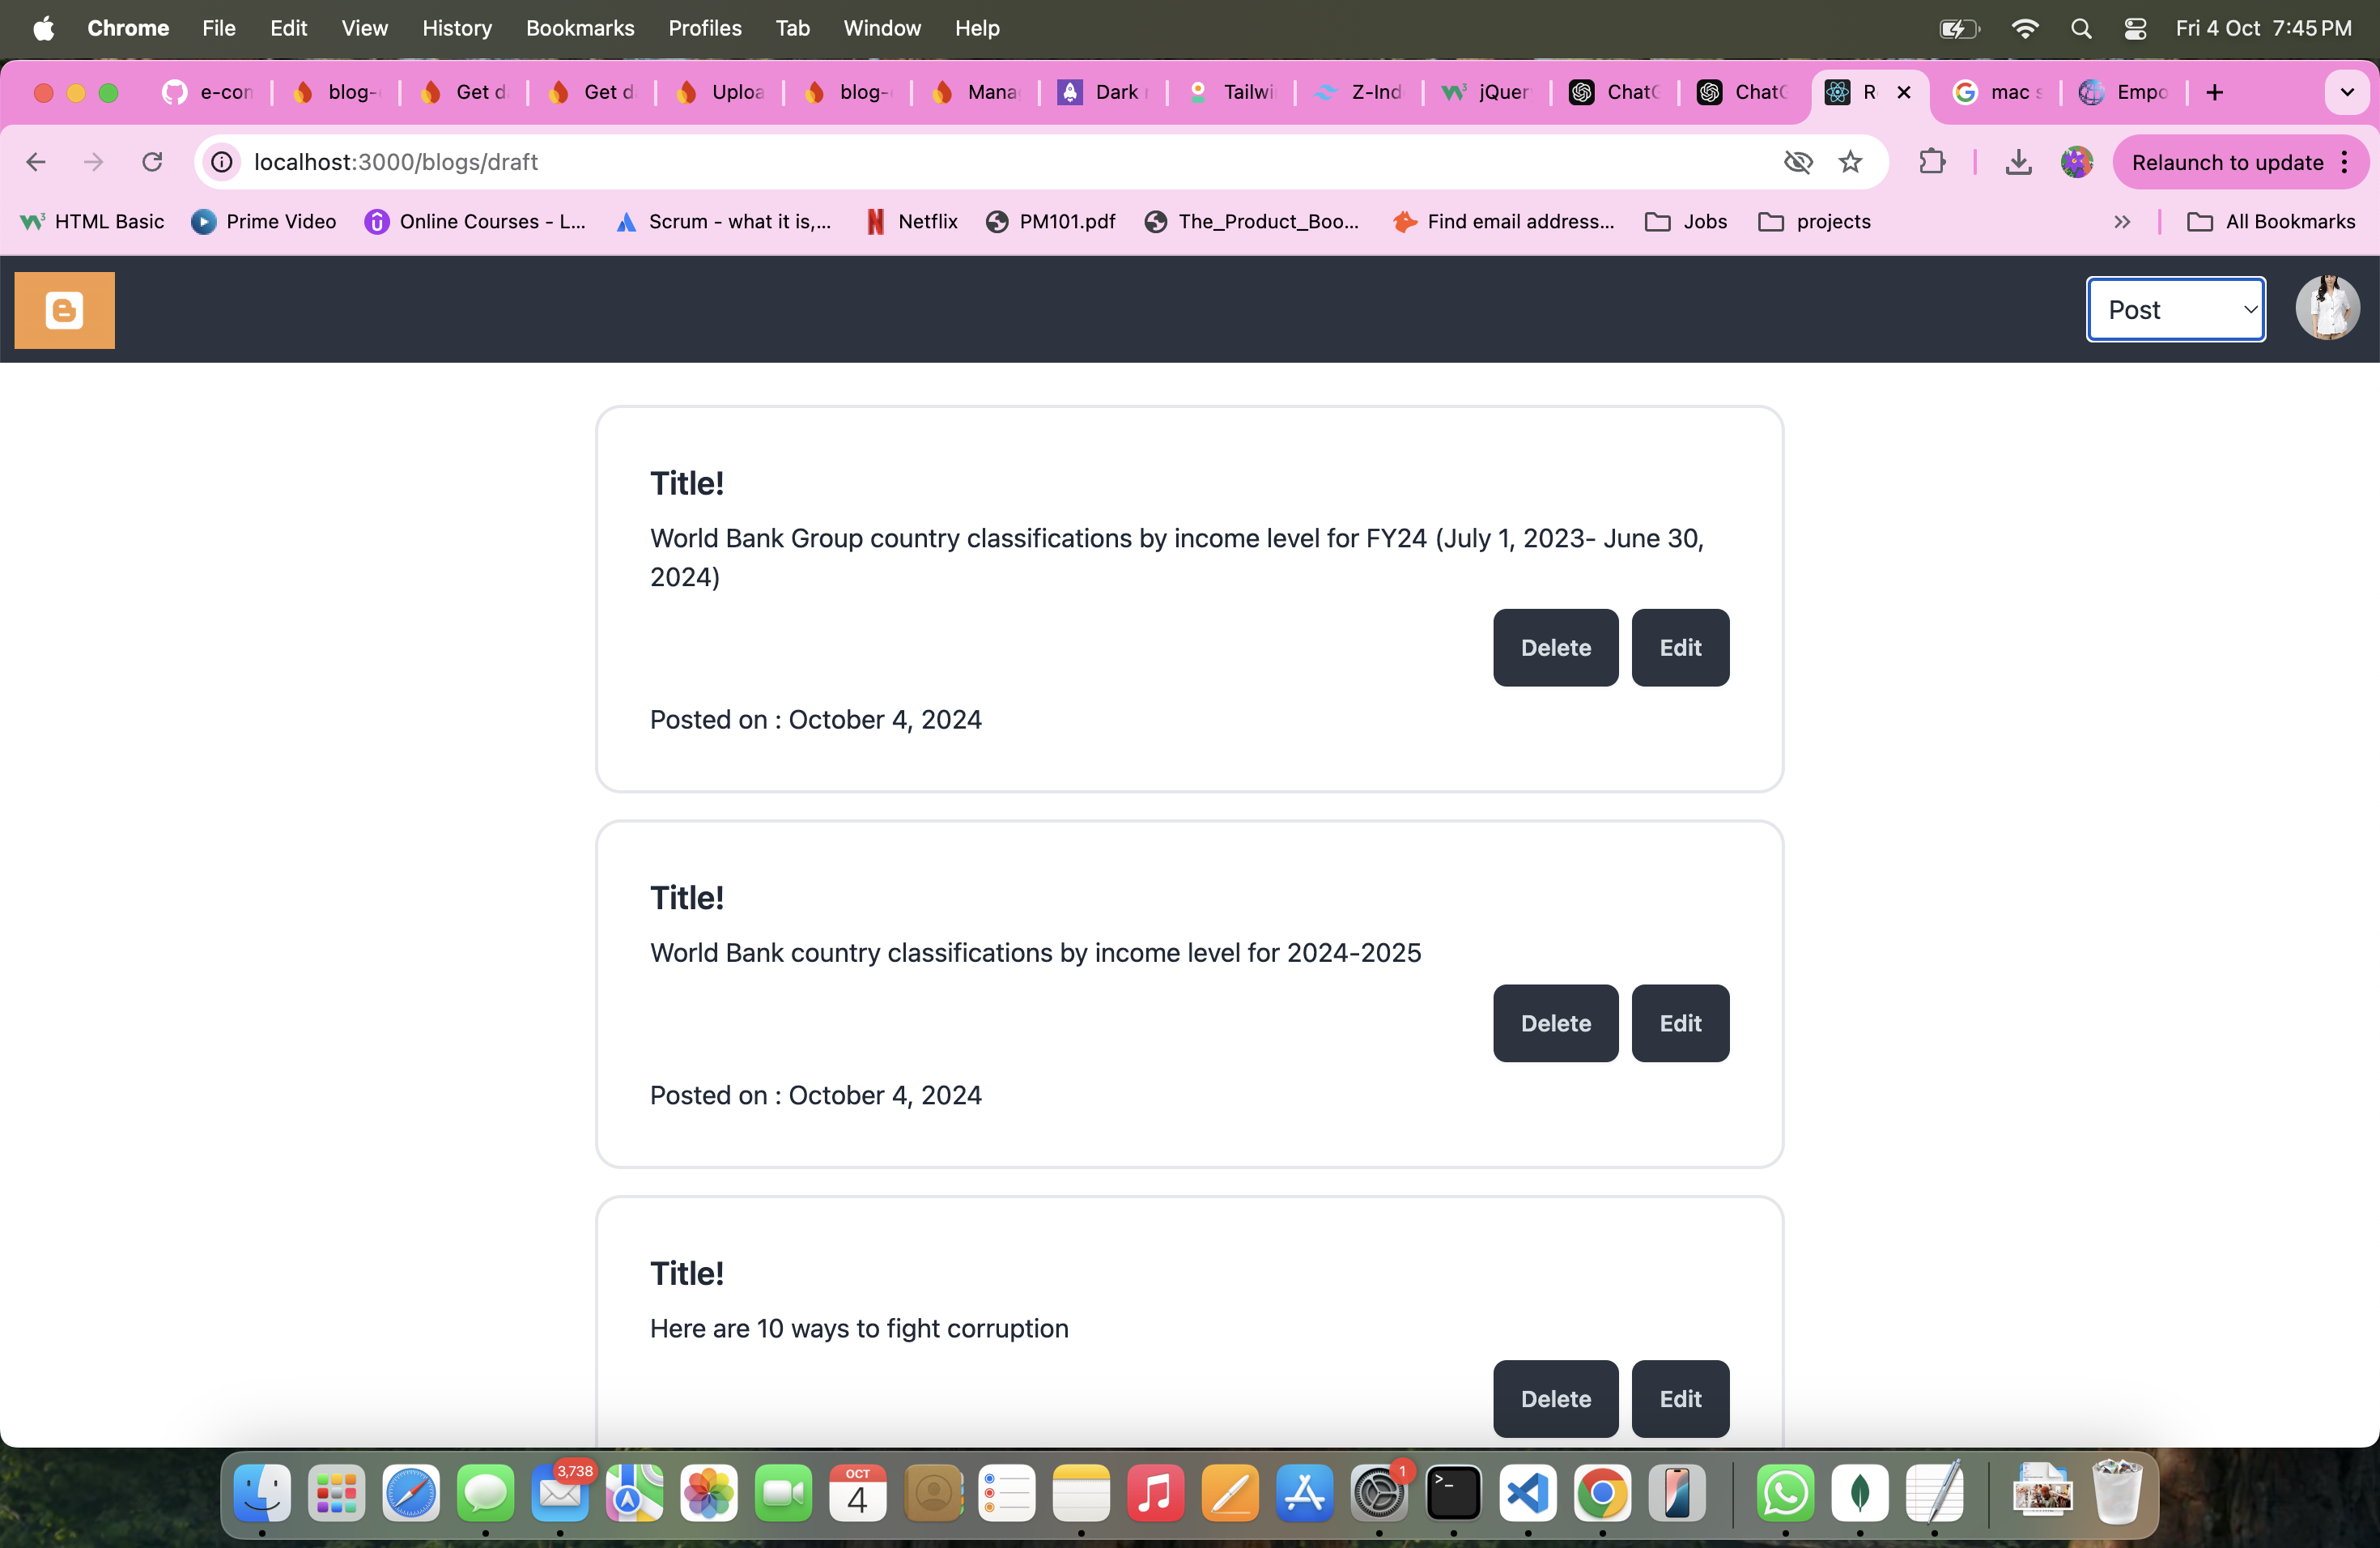 Chrome File Edit View History Bookmarks Profiles Tab Window Help Fri 4 Oct 7:45 PM
e-con blog- Get d Get d Uploa blog- Mana Dark Tailwi Z-Ind jQuer ChatG ChatG R mac s Empo
localhost:3000/blogs/draft Relaunch to update
HTML Basic Prime Video Online Courses - L... Scrum - what it is,... Netflix PM101.pdf The_Product_Boo... Find email address... Jobs projects All Bookmarks
Post
Title!
World Bank Group country classifications by income level for FY24 (July 1, 2023- June 30,
2024)
Delete Edit
Posted on : October 4, 2024
Title!
World Bank country classifications by income level for 2024-2025
Delete Edit
Posted on : October 4, 2024
Title!
Here are 10 ways to fight corruption
Delete Edit
3,738
OCT
4
1